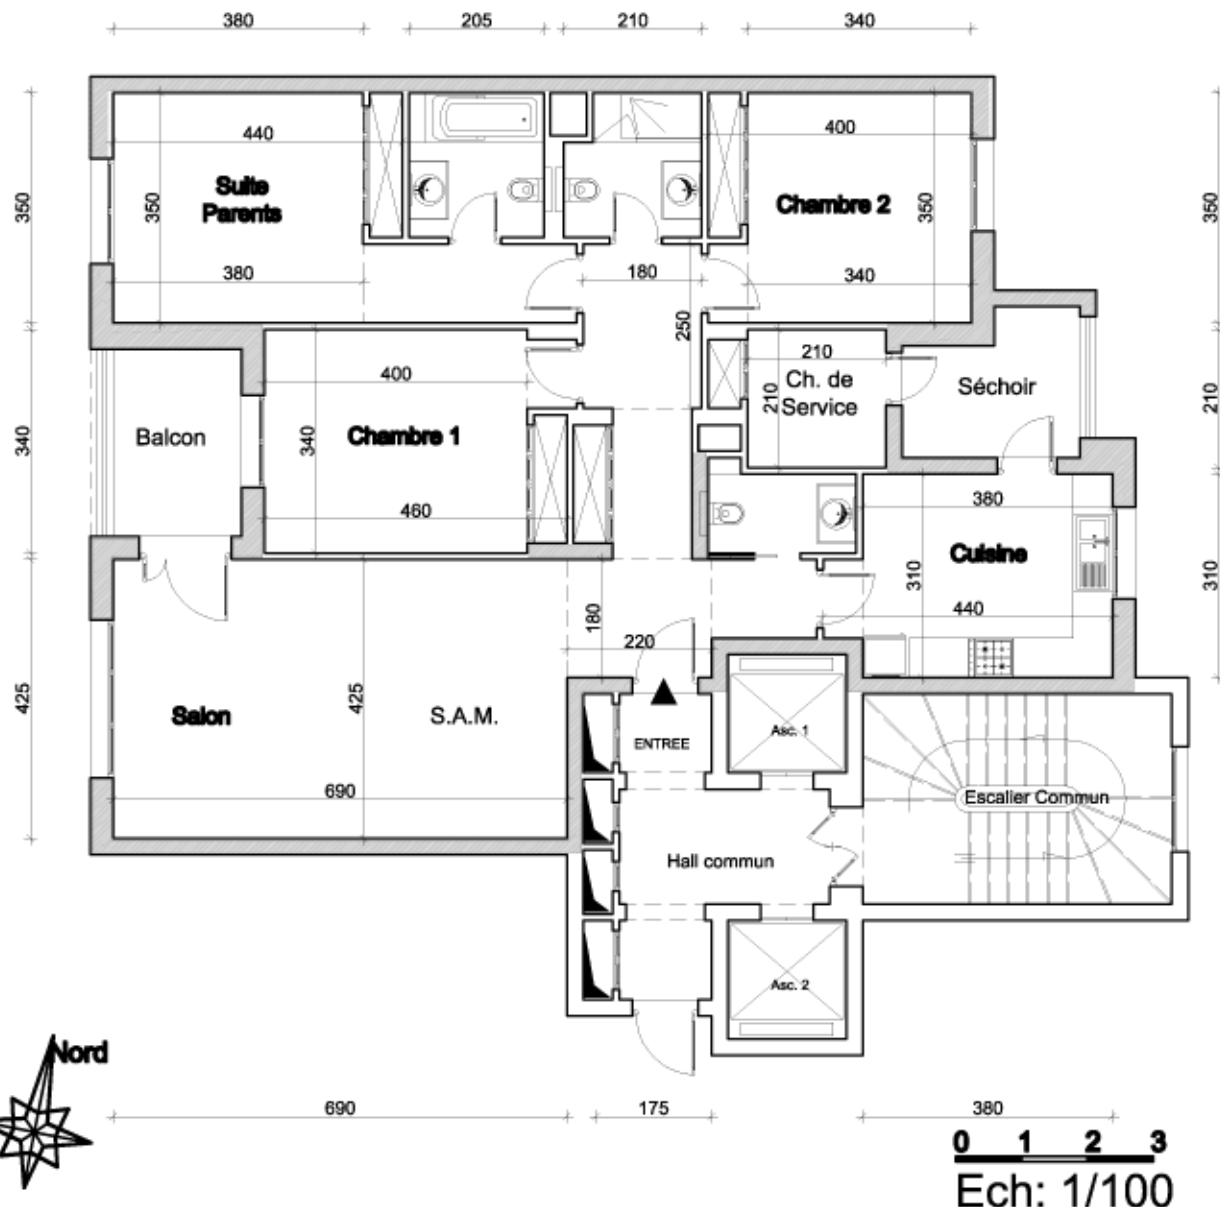 380 205 210 340
440 400
350 Suite Parents 350 Chambre 2 350 350
380 180 340
250
400 210
Ch. de Service 210 Séchoir 210
340 Balcon Chambre 1 340
460 380
Cuisine
310 310
180 440
220
425 Salon 425 S.A.M. ENTREE Asc. 1
690 Escalier Commun
Hall commun
Asc. 2
Nord
690 175 380
0 1 2 3
Ech: 1/100